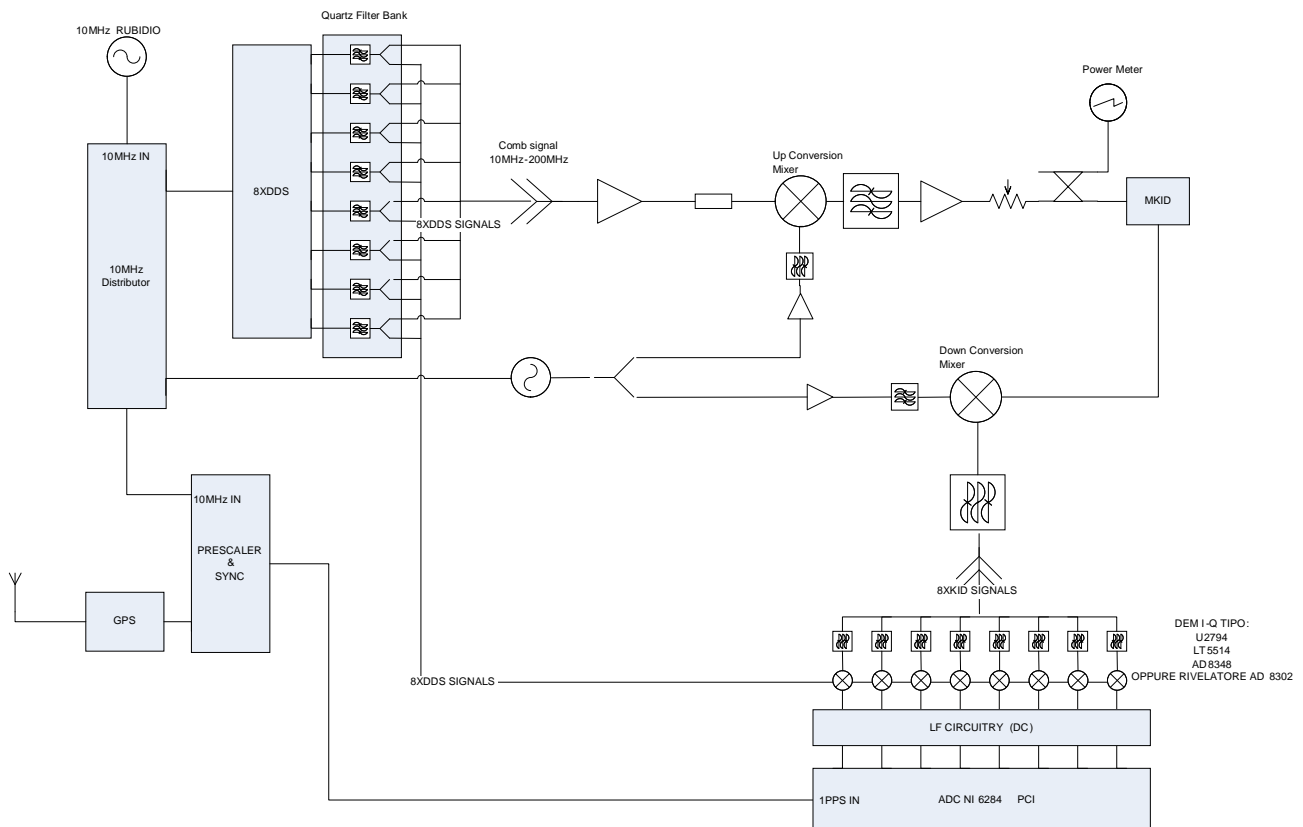 Quartz Filter Bank
10MHz RUBIDIO
Power Meter
10MHz IN
Comb signal
10MHz-200MHz
Up Conversion
Mixer
8XDDS
MKID
8XDDS SIGNALS
10MHz
Distributor
Down Conversion
Mixer
10MHz IN
PRESCALER
&
SYNC
GPS
8XKID SIGNALS
DEM I-Q TIPO:
U2794
LT5514
AD8348
OPPURE RIVELATORE AD 8302
8XDDS SIGNALS
LF CIRCUITRY (DC)
1PPS IN
ADC NI 6284 PCI